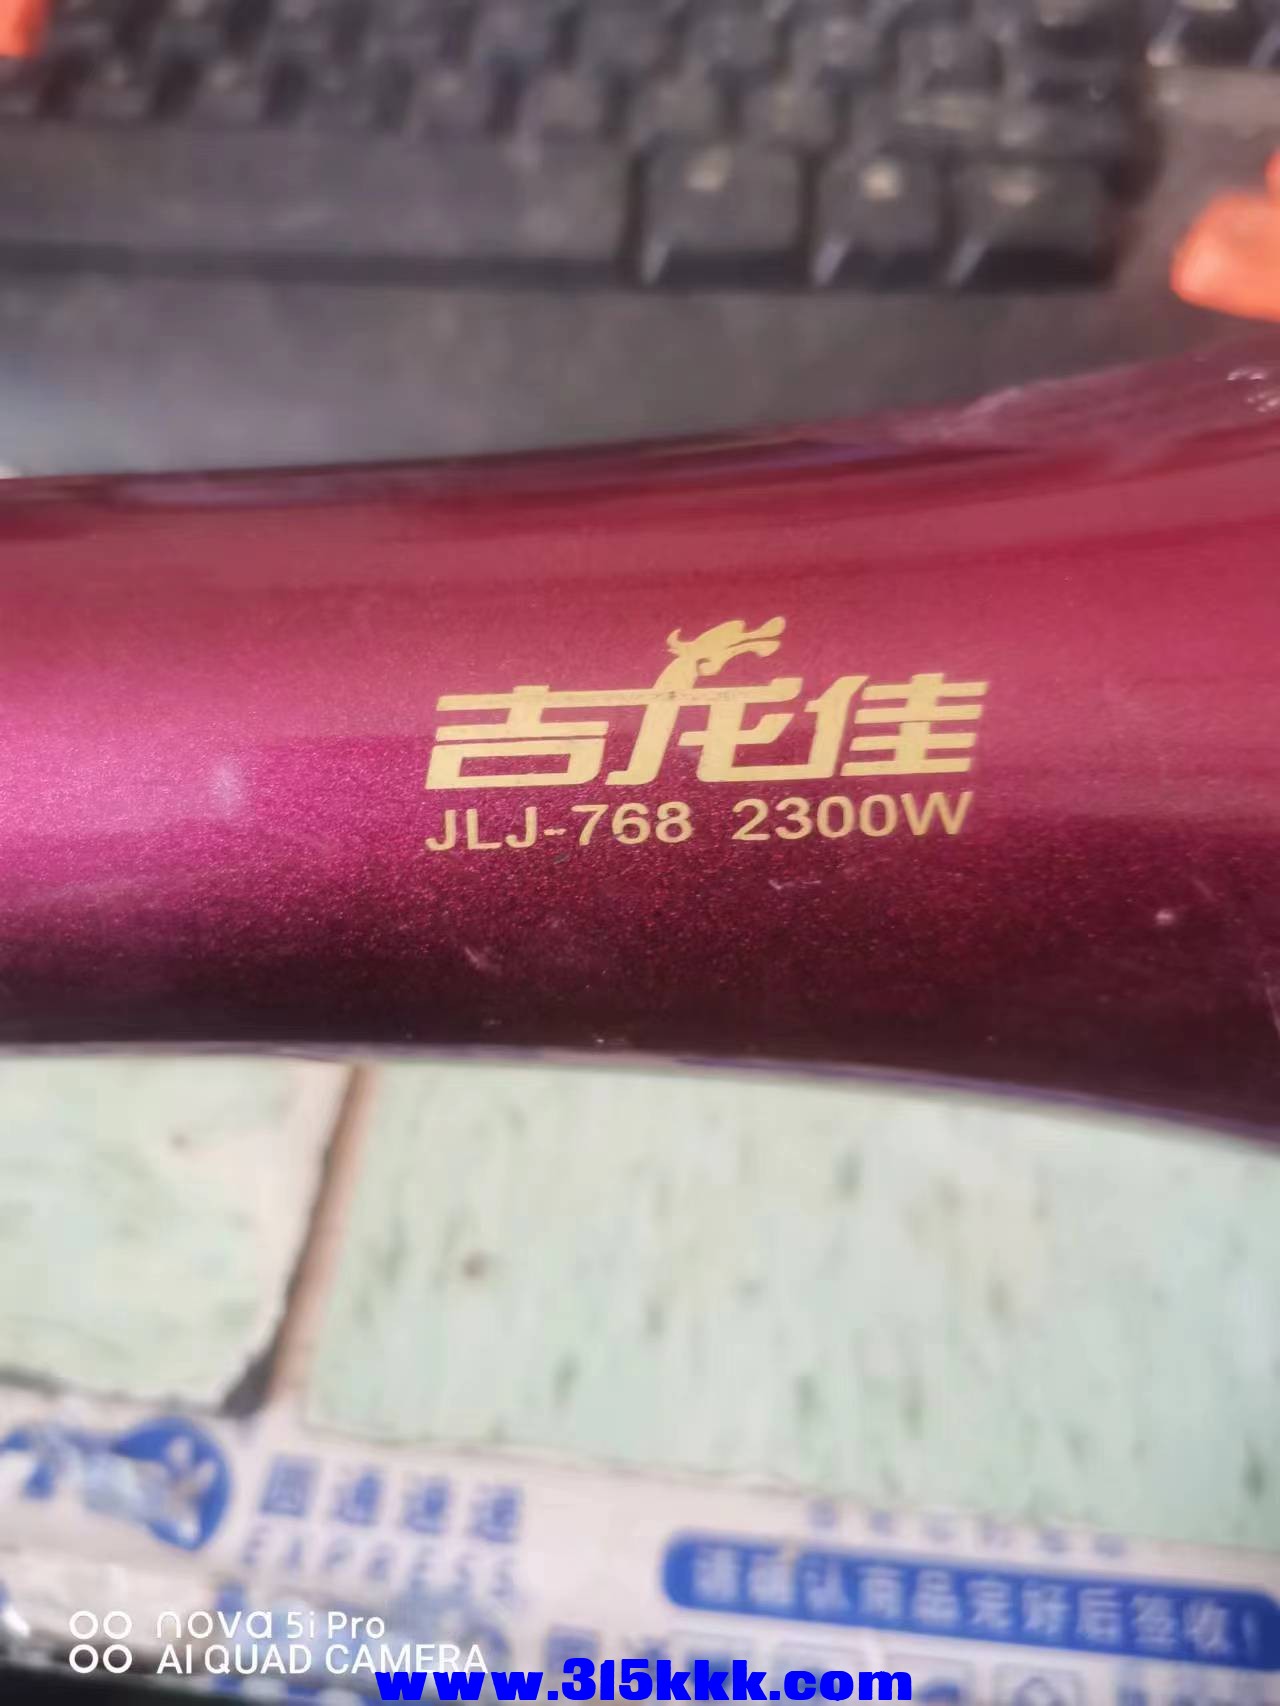 吉龙佳
JLJ-768 2300W
圆通速递
EXPRESS
请确认商品完好后签收!
nova 5i Pro
AI QUAD CAMERA
www.315kkk.com